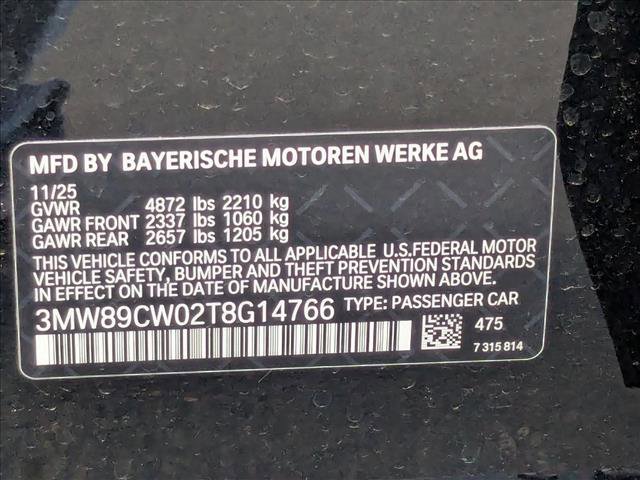 MFD BY BAYERISCHE MOTOREN WERKE AG
11/25
GVWR 4872 lbs 2210 kg
GAWR FRONT 2337 lbs 1060 kg
GAWR REAR 2657 lbs 1205 kg
THIS VEHICLE CONFORMS TO ALL APPLICABLE U.S.FEDERAL MOTOR
VEHICLE SAFETY, BUMPER AND THEFT PREVENTION STANDARDS
IN EFFECT ON THE DATE OF MANUFACTURE SHOWN ABOVE.
3MW89CW02T8G14766 TYPE: PASSENGER CAR
475
7 315 814